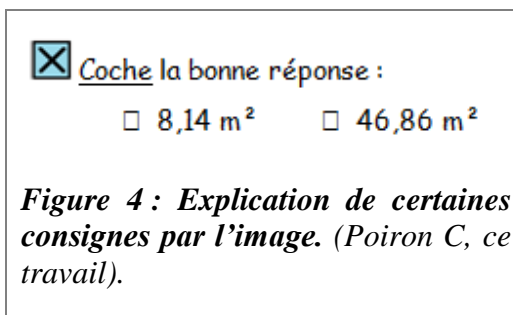 ☒ Coche la bonne réponse :
□ 8,14 m² □ 46,86 m²
Figure 4 : Explication de certaines
consignes par l’image. (Poiron C, ce
travail).